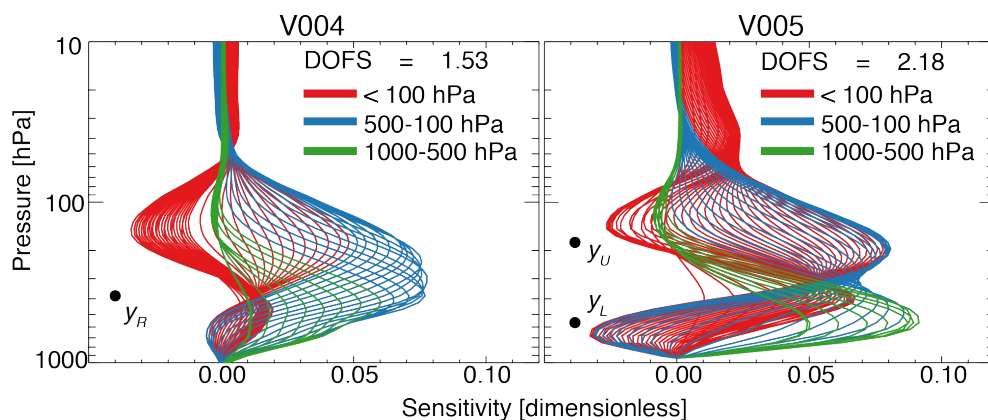 V004
V005
10
100
1000
Pressure [hPa]
DOFS = 1.53
< 100 hPa
500-100 hPa
1000-500 hPa
y_R
0.00
0.05
0.10
DOFS = 2.18
< 100 hPa
500-100 hPa
1000-500 hPa
y_U
y_L
0.00
0.05
0.10
Sensitivity [dimensionless]